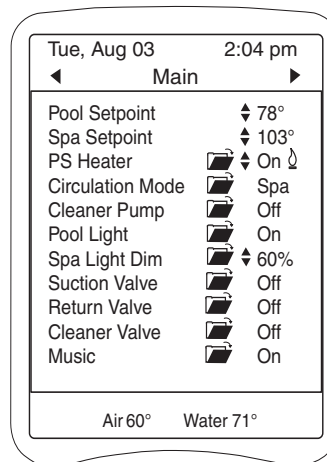 Tue, Aug 03 2:04 pm
Main
Pool Setpoint 78°
Spa Setpoint 103°
PS Heater On
Circulation Mode Spa
Cleaner Pump Off
Pool Light On
Spa Light Dim 60%
Suction Valve Off
Return Valve Off
Cleaner Valve Off
Music On
Air 60° Water 71°